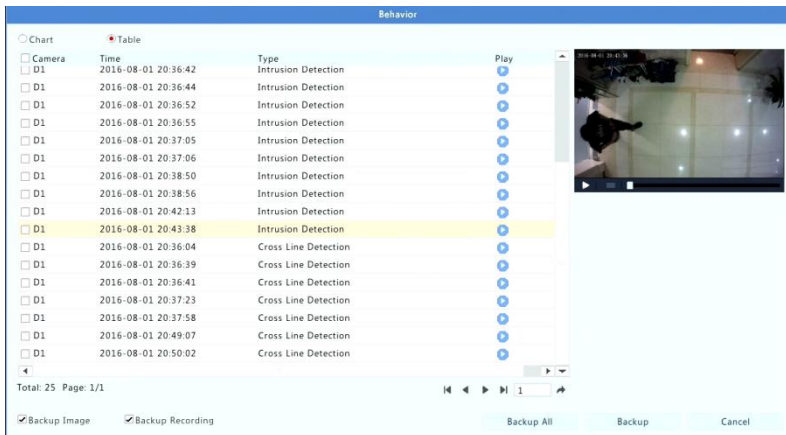 Behavior
Chart Table
Camera Time Type Play
D1 2016-08-01 20:36:42 Intrusion Detection
D1 2016-08-01 20:36:44 Intrusion Detection
D1 2016-08-01 20:36:52 Intrusion Detection
D1 2016-08-01 20:36:55 Intrusion Detection
D1 2016-08-01 20:37:05 Intrusion Detection
D1 2016-08-01 20:37:06 Intrusion Detection
D1 2016-08-01 20:38:50 Intrusion Detection
D1 2016-08-01 20:38:56 Intrusion Detection
D1 2016-08-01 20:42:13 Intrusion Detection
D1 2016-08-01 20:43:38 Intrusion Detection
D1 2016-08-01 20:36:04 Cross Line Detection
D1 2016-08-01 20:36:39 Cross Line Detection
D1 2016-08-01 20:36:41 Cross Line Detection
D1 2016-08-01 20:37:23 Cross Line Detection
D1 2016-08-01 20:37:58 Cross Line Detection
D1 2016-08-01 20:49:07 Cross Line Detection
D1 2016-08-01 20:50:02 Cross Line Detection
Total: 25 Page: 1/1
1
Backup Image Backup Recording
Backup All Backup Cancel